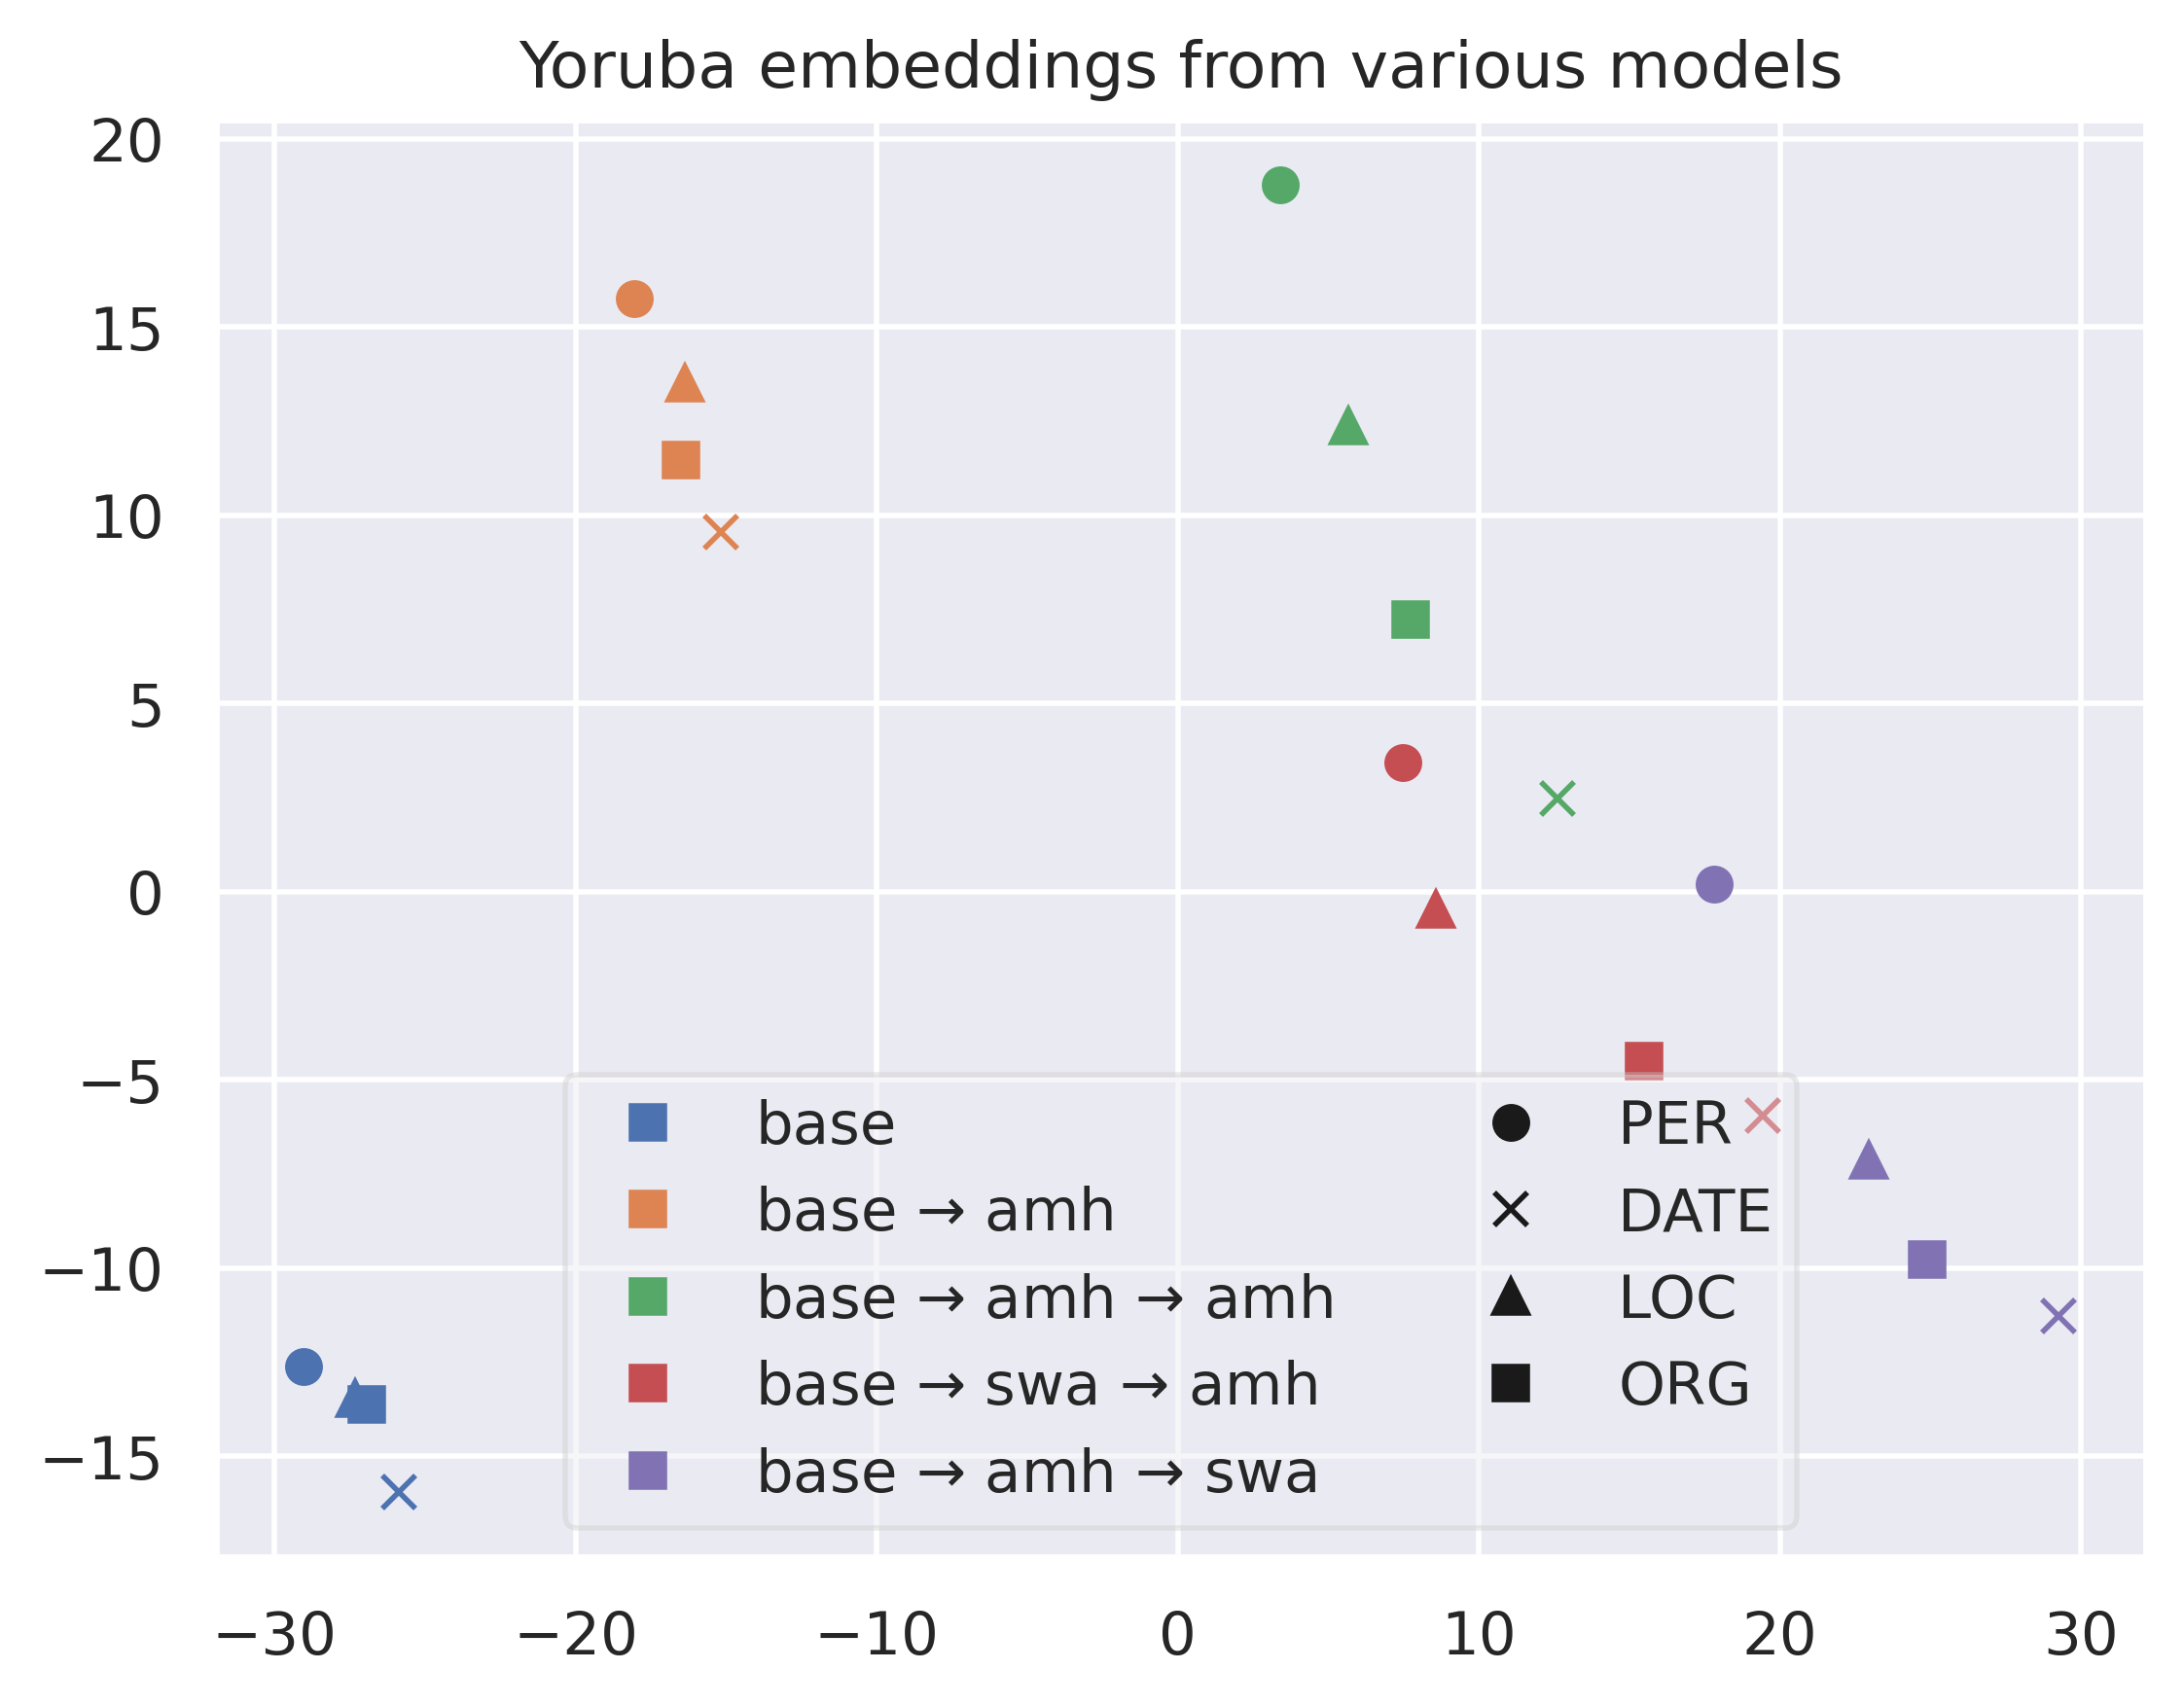 Yoruba embeddings from various models
20
15
10
5
0
−5
−10
−15
base
base → amh
base → amh → amh
base → swa → amh
base → amh → swa
PER
DATE
LOC
ORG
−30 −20 −10 0 10 20 30